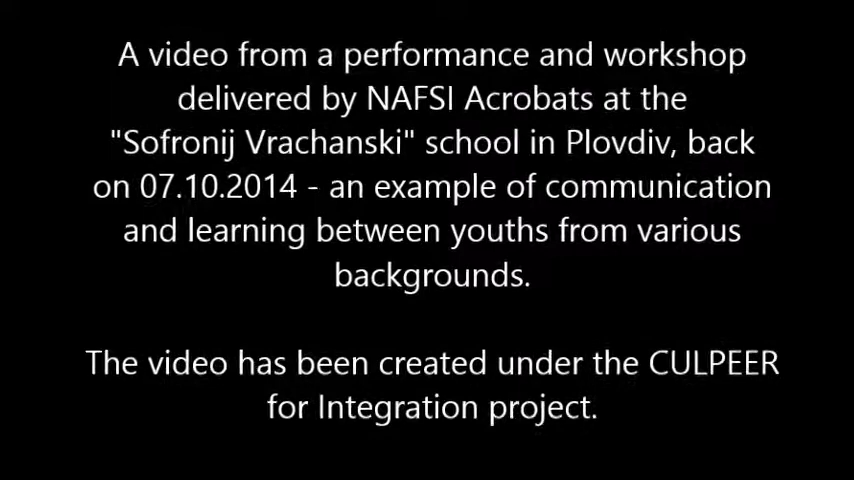 A video from a performance and workshop
delivered by NAFSI Acrobats at the
"Sofronij Vrachanski" school in Plovdiv, back
on 07.10.2014 - an example of communication
and learning between youths from various
backgrounds.
The video has been created under the CULPEER
for Integration project.